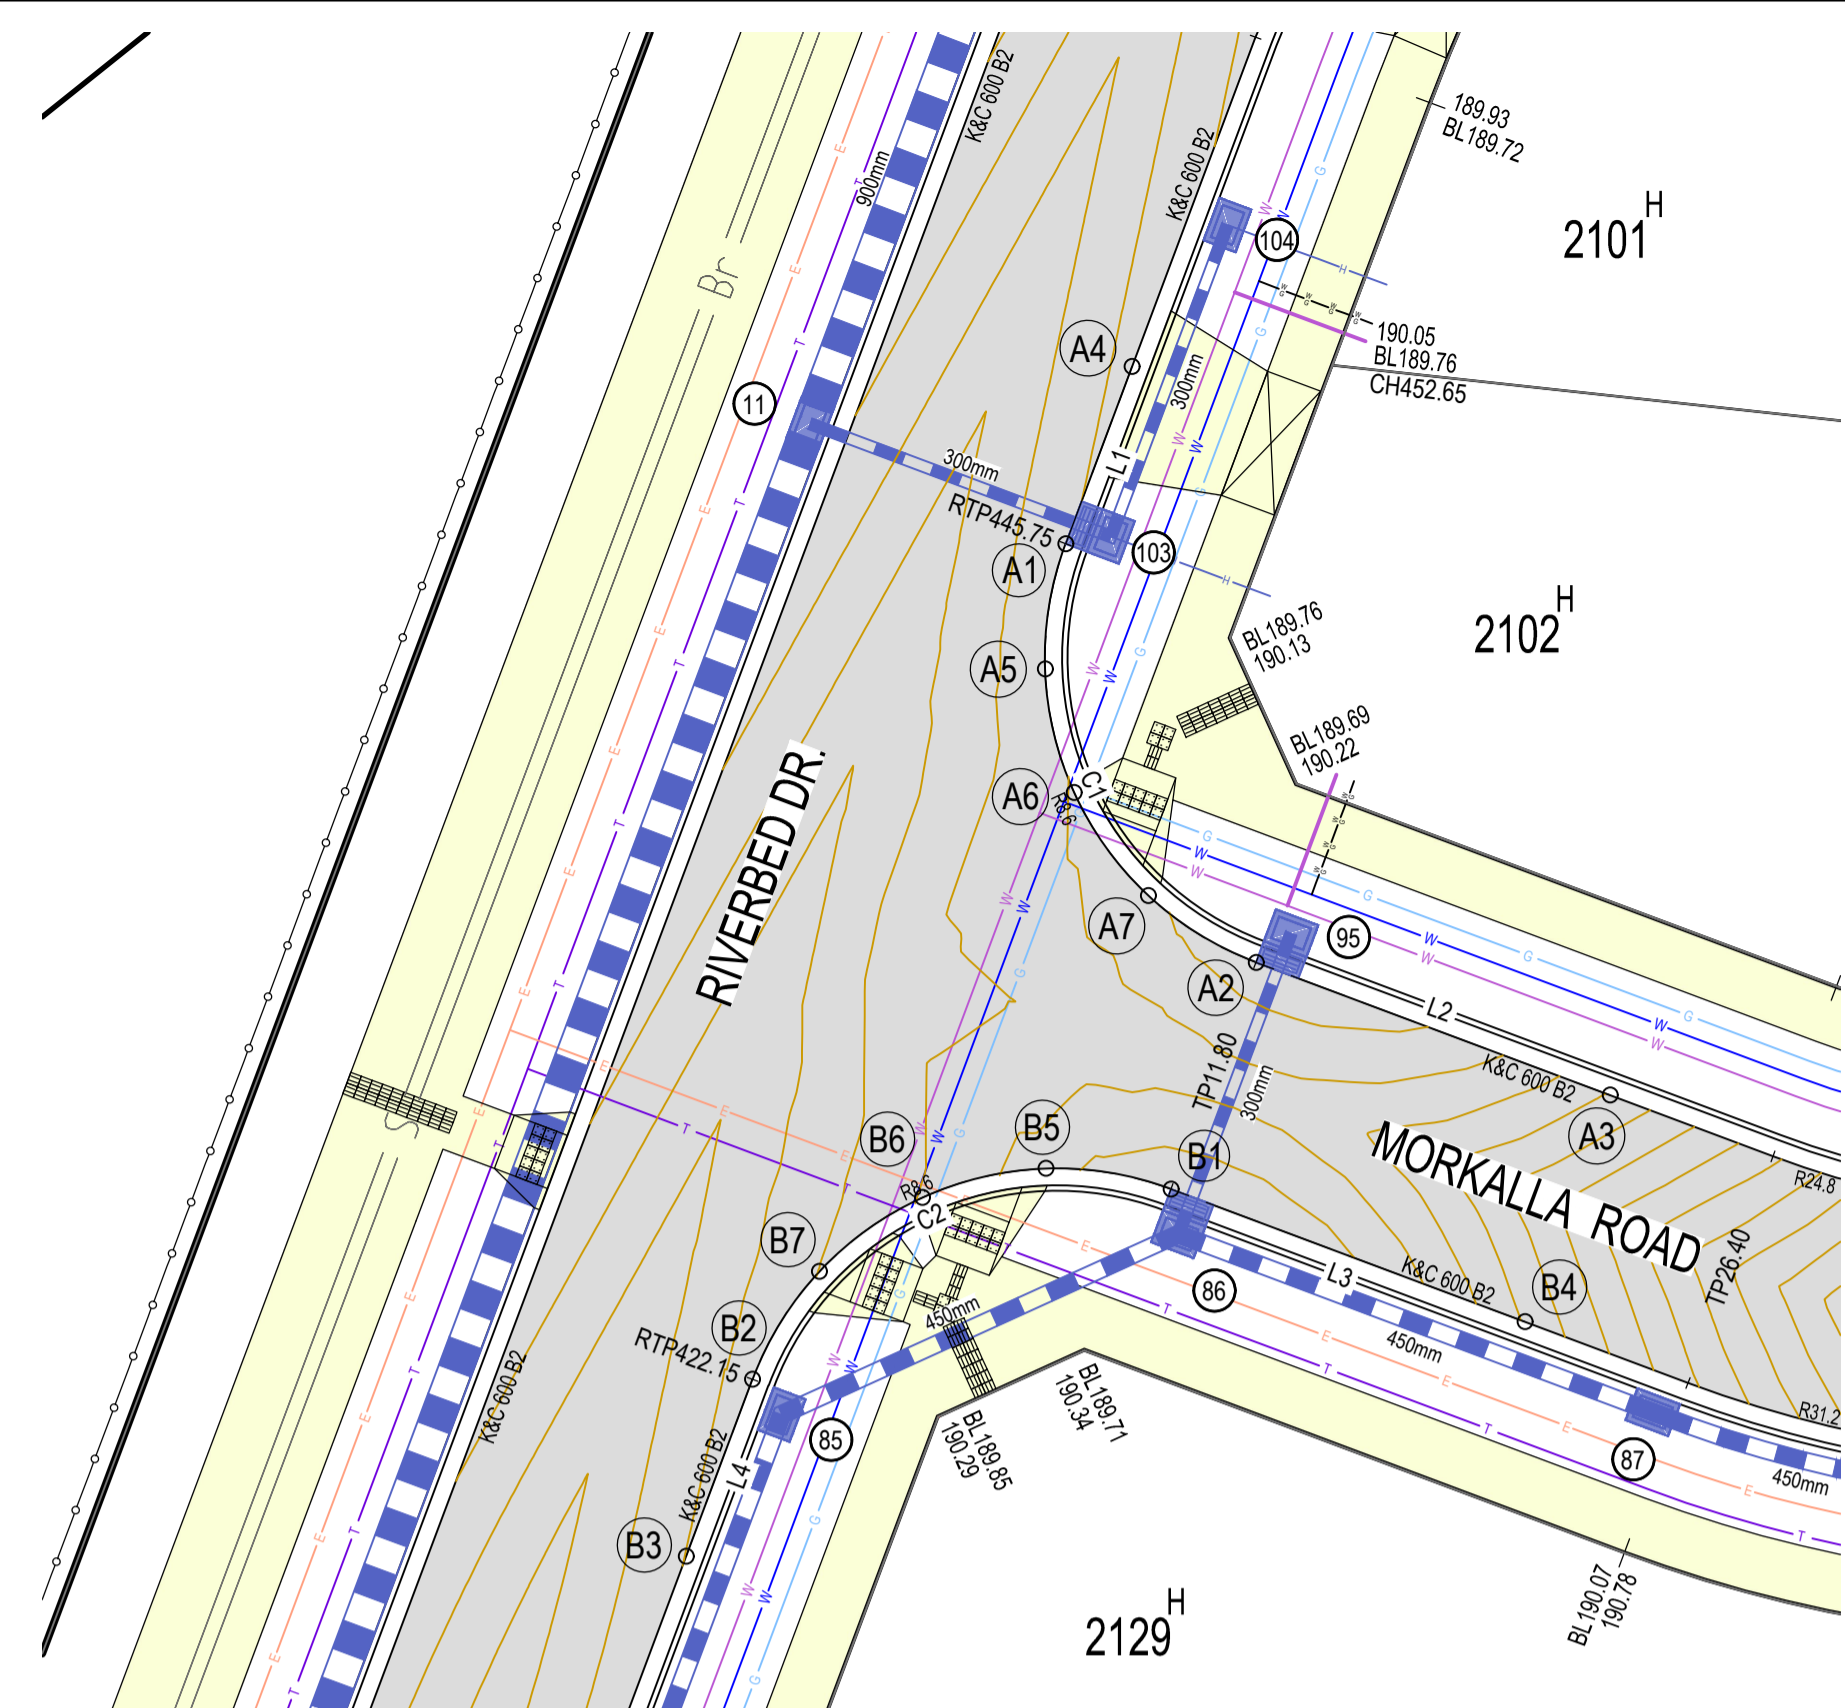 K&C 600 B2
K&C 600 B2
189.93
BL189.72
900mm
2101 H
Br
104
A4
190.05
BL189.76
CH452.65
300mm
11
300mm
L1
RTP445.75
103
A1
2102 H
BL189.76
190.13
A5
BL189.69
190.22
A6
C1
R8.6
RIVERBED DR.
A7
95
A2
L2
TP11.80
300mm
K&C 600 B2
A3
S
B6
B5
B1
MORKALLA ROAD
R24.8
R8.6
C2
B7
TP26.40
L3
K&C 600 B2
B4
86
450mm
B2
RTP422.15
450mm
BL189.71
190.34
K&C 600 B2
R31.2
BL189.85
190.29
85
87
K&C 600 B2
L4
450mm
B3
BL190.07
190.78
2129 H
E
T
W
W
G
H